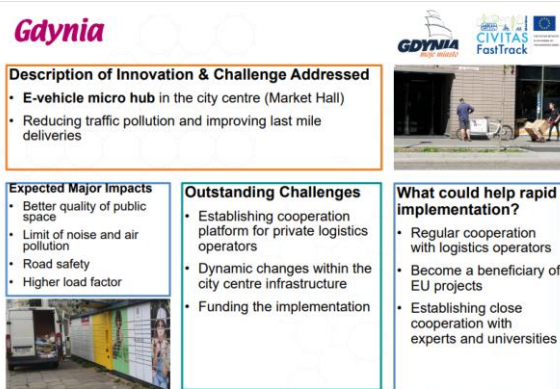 Gdynia
GDYNIA
moje miasto
CIVITAS
FastTrack
Description of Innovation & Challenge Addressed
• E-vehicle micro hub in the city centre (Market Hall)
• Reducing traffic pollution and improving last mile
deliveries
Expected Major Impacts
• Better quality of public
space
• Limit of noise and air
pollution
• Road safety
• Higher load factor
Outstanding Challenges
• Establishing cooperation
platform for private logistics
operators
• Dynamic changes within the
city centre infrastructure
• Funding the implementation
What could help rapid
implementation?
• Regular cooperation
with logistics operators
• Become a beneficiary of
EU projects
• Establishing close
cooperation with
experts and universities